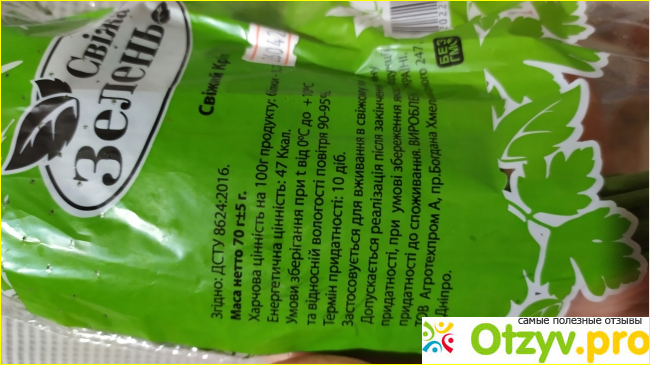 Свіжа
Зелень
Свіжий
Згідно: ДСТУ 8624:2016.
Маса нетто 70 г±5 г.
Харчова цінність на 100г продукту: білки -
Енергетична цінність: 47 Ккал.
Умови зберігання при t від 0°С до
та відносній вологості повітря 90-95%
Термін придатності: 10 діб.
Застосовується для вживання в свіжому
Допускається реалізація після закінчення
придатності, при умові збереження
придатності до споживання. ВИРОБЛЕНО
ТОВ Агротехпром А, пр.Богдана Хмельницького 247
Дніпро.
БЕЗ
ГМО
самые полезные отзывы
Otzyv.pro